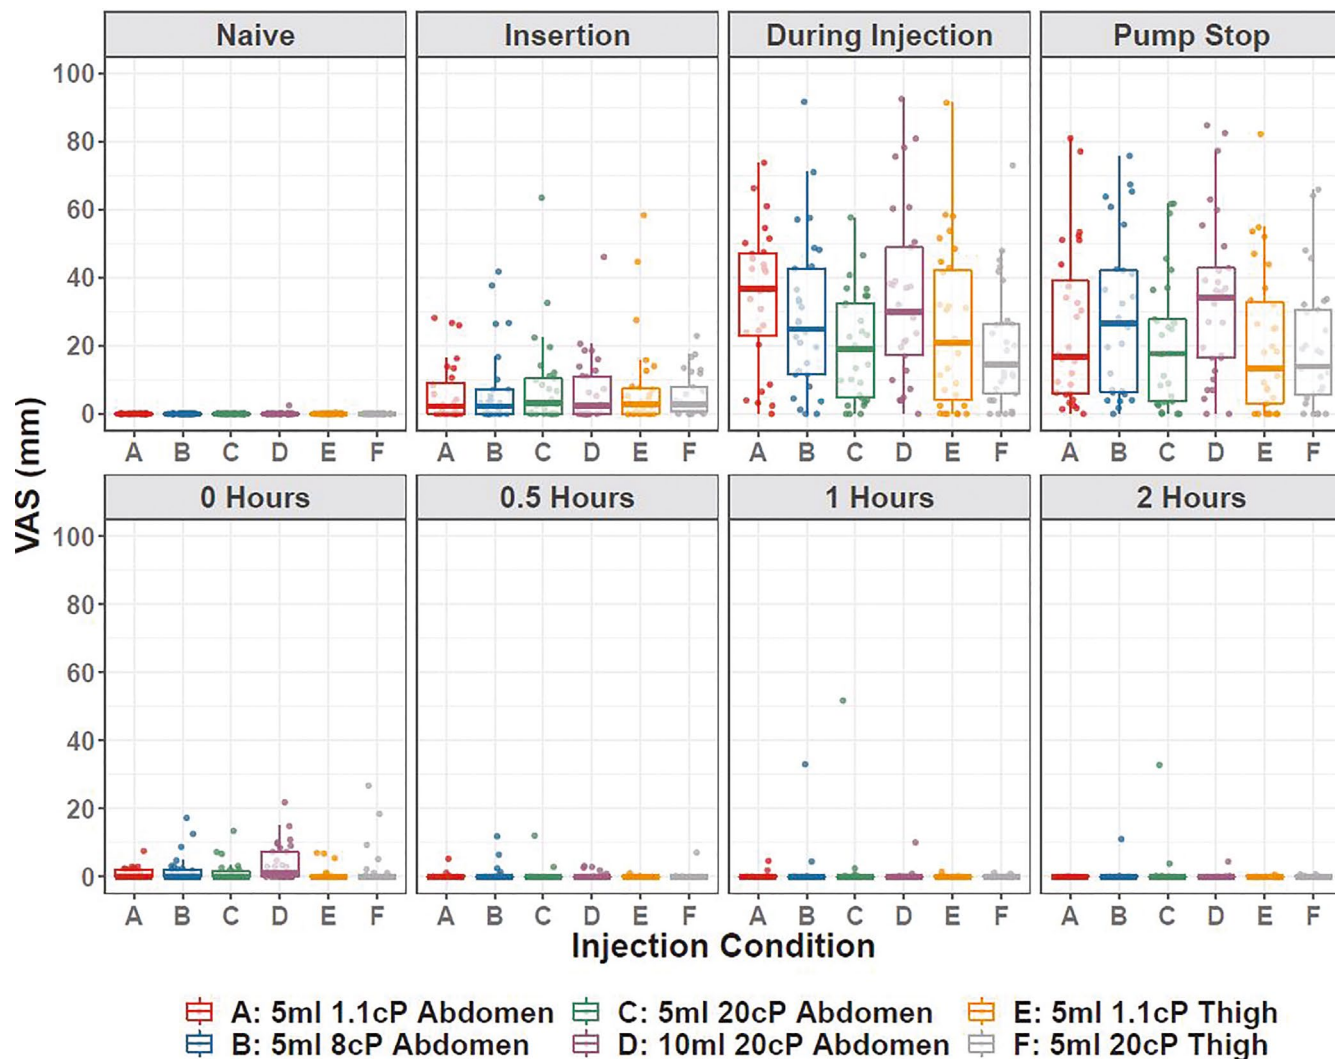 Naive Insertion During Injection Pump Stop
100
80
60
40
20
0
A B C D E F A B C D E F A B C D E F A B C D E F
VAS (mm)
0 Hours 0.5 Hours 1 Hours 2 Hours
100
80
60
40
20
0
A B C D E F A B C D E F A B C D E F A B C D E F
Injection Condition
A: 5ml 1.1cP Abdomen C: 5ml 20cP Abdomen E: 5ml 1.1cP Thigh
B: 5ml 8cP Abdomen D: 10ml 20cP Abdomen F: 5ml 20cP Thigh